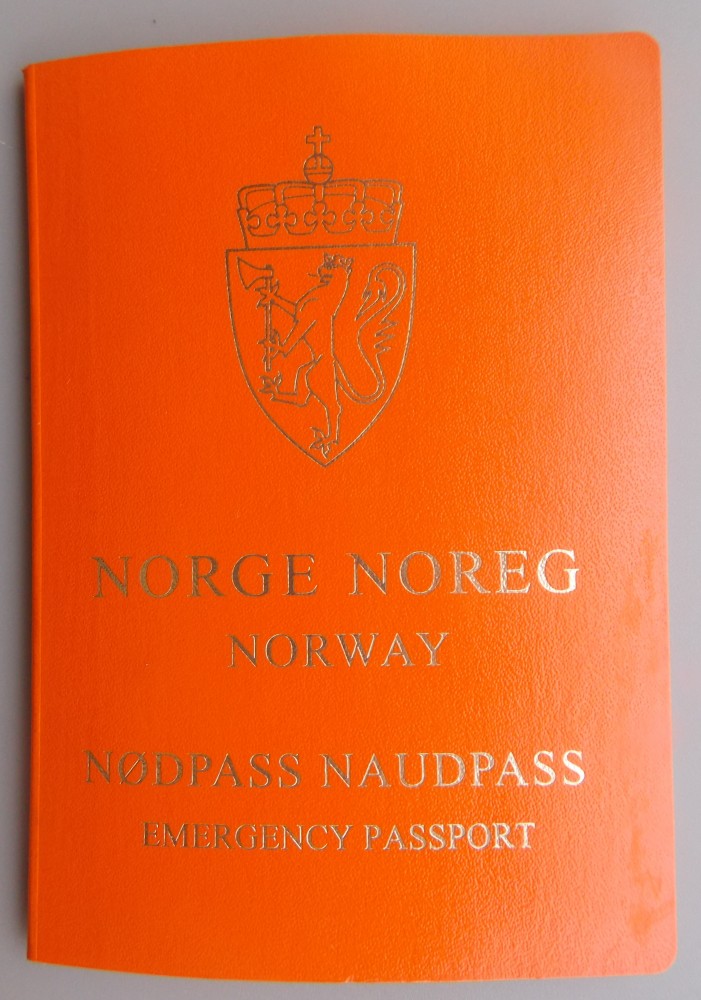 NORGE NOREG
NORWAY
NØDPASS NAUDPASS
EMERGENCY PASSPORT